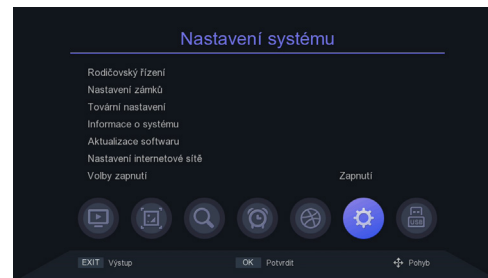 Nastavení systému
Rodičovský řízení
Nastavení zámků
Tovární nastavení
Informace o systému
Aktualizace softwaru
Nastavení internetové sítě
Volby zapnutí Zapnutí
USB
EXIT Výstup OK Potvrdit Pohyb